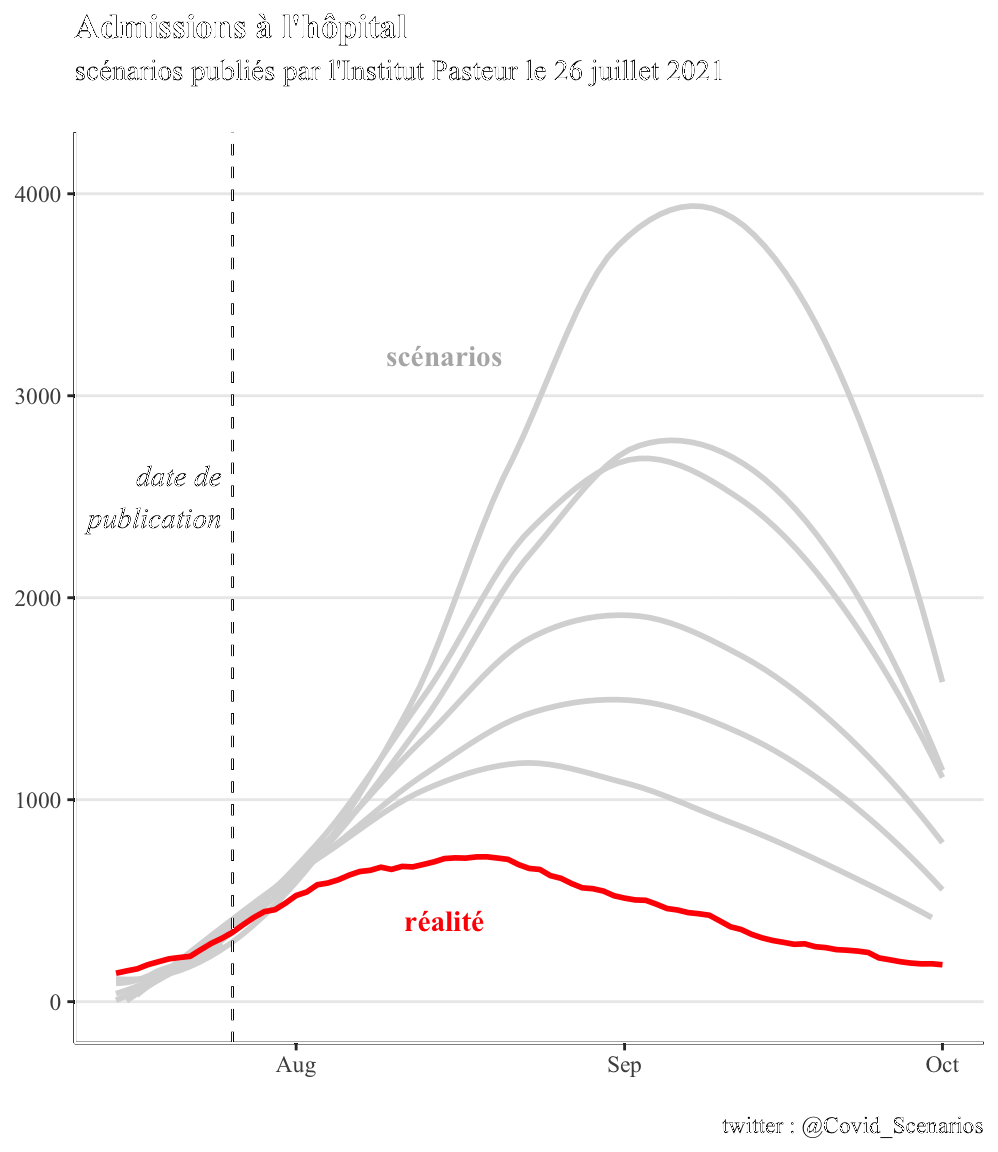 Admissions à l'hôpital
scénarios publiés par l'Institut Pasteur le 26 juillet 2021
4000
scénarios
3000
date de
publication
2000
1000
réalité
0
Aug
Sep
Oct
twitter : @Covid_Scenarios